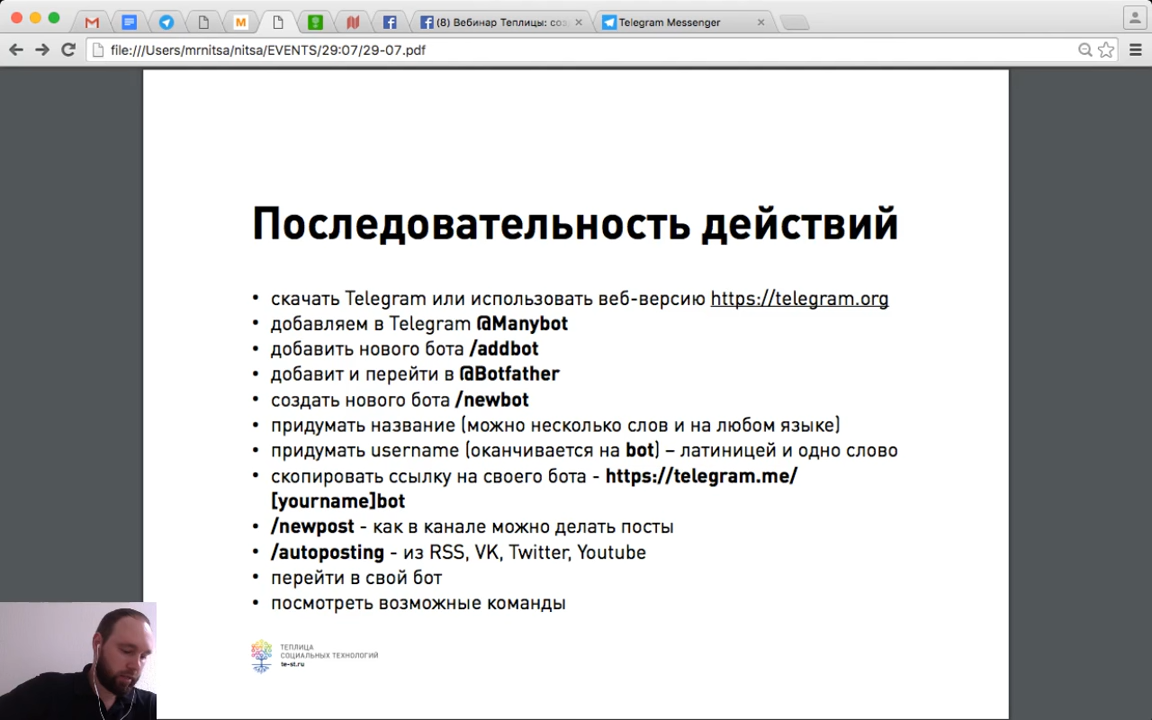 (8) Вебинар Теплицы: соз
Telegram Messenger
file:///Users/mrnitsa/nitsa/EVENTS/29:07/29-07.pdf
Последовательность действий
• скачать Telegram или использовать веб-версию https://telegram.org
• добавляем в Telegram @Manybot
• добавить нового бота /addbot
• добавит и перейти в @Botfather
• создать нового бота /newbot
• придумать название (можно несколько слов и на любом языке)
• придумать username (оканчивается на bot) – латиницей и одно слово
• скопировать ссылку на своего бота - https://telegram.me/
[yourname]bot
• /newpost - как в канале можно делать посты
• /autoposting - из RSS, VK, Twitter, Youtube
• перейти в свой бот
• посмотреть возможные команды
ТЕПЛИЦА
СОЦИАЛЬНЫХ ТЕХНОЛОГИЙ
te-st.ru